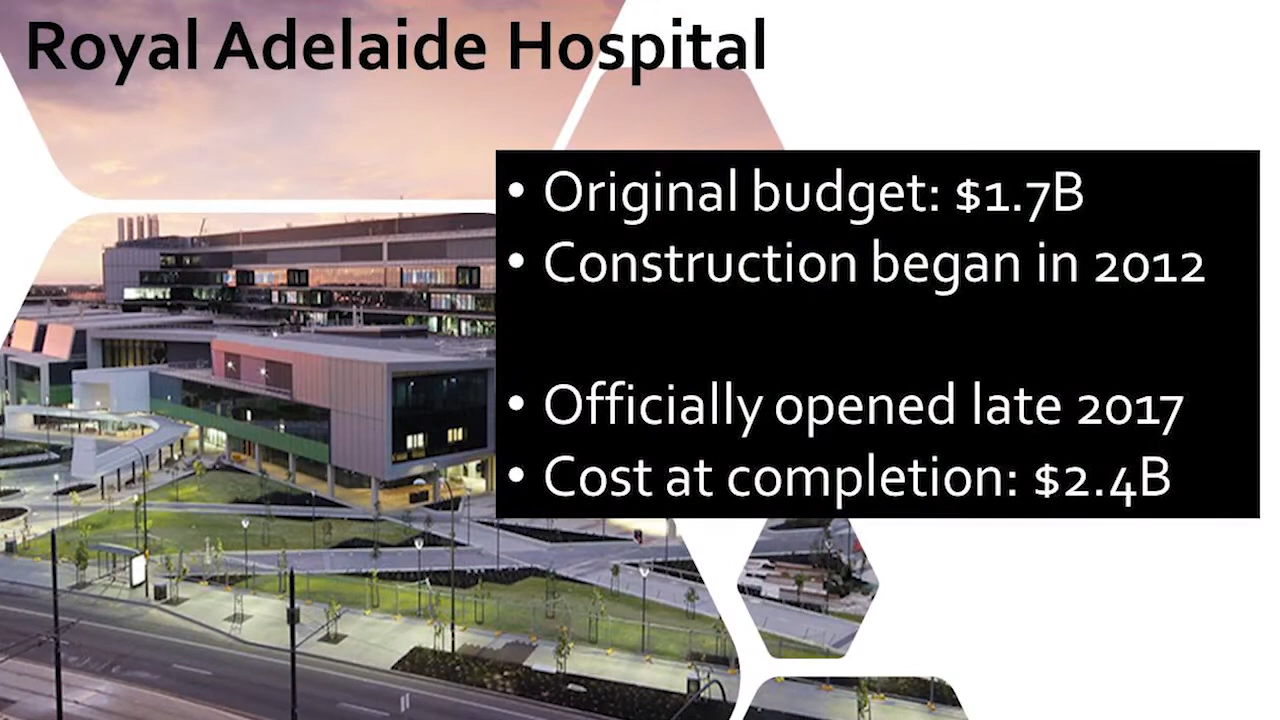 Royal Adelaide Hospital
• Original budget: $1.7B
• Construction began in 2012
• Officially opened late 2017
• Cost at completion: $2.4B